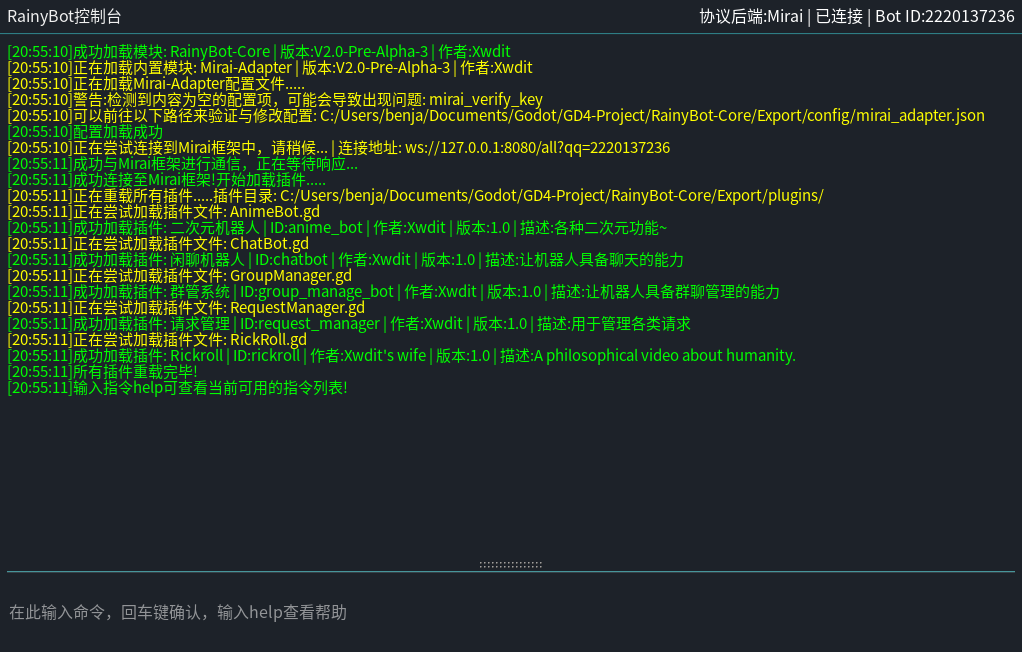 RainyBot控制台
协议后端:Mirai | 已连接 | Bot ID:2220137236
[20:55:10]成功加载模块: RainyBot-Core | 版本:V2.0-Pre-Alpha-3 | 作者:Xwdit
[20:55:10]正在加载内置模块: Mirai-Adapter | 版本:V2.0-Pre-Alpha-3 | 作者:Xwdit
[20:55:10]正在加载Mirai-Adapter配置文件.....
[20:55:10]警告:检测到内容为空的配置项，可能会导致出现问题: mirai_verify_key
[20:55:10]可以前往以下路径来验证与修改配置: C:/Users/benja/Documents/Godot/GD4-Project/RainyBot-Core/Export/config/mirai_adapter.json
[20:55:10]配置加载成功
[20:55:10]正在尝试连接到Mirai框架中，请稍候... | 连接地址: ws://127.0.0.1:8080/all?qq=2220137236
[20:55:11]成功与Mirai框架进行通信，正在等待响应...
[20:55:11]成功连接至Mirai框架!开始加载插件.....
[20:55:11]正在重载所有插件.....插件目录: C:/Users/benja/Documents/Godot/GD4-Project/RainyBot-Core/Export/plugins/
[20:55:11]正在尝试加载插件文件: AnimeBot.gd
[20:55:11]成功加载插件: 二次元机器人 | ID:anime_bot | 作者:Xwdit | 版本:1.0 | 描述:各种二次元功能~
[20:55:11]正在尝试加载插件文件: ChatBot.gd
[20:55:11]成功加载插件: 闲聊机器人 | ID:chatbot | 作者:Xwdit | 版本:1.0 | 描述:让机器人具备聊天的能力
[20:55:11]正在尝试加载插件文件: GroupManager.gd
[20:55:11]成功加载插件: 群管系统 | ID:group_manage_bot | 作者:Xwdit | 版本:1.0 | 描述:让机器人具备群聊管理的能力
[20:55:11]正在尝试加载插件文件: RequestManager.gd
[20:55:11]成功加载插件: 请求管理 | ID:request_manager | 作者:Xwdit | 版本:1.0 | 描述:用于管理各类请求
[20:55:11]正在尝试加载插件文件: RickRoll.gd
[20:55:11]成功加载插件: Rickroll | ID:rickroll | 作者:Xwdit's wife | 版本:1.0 | 描述:A philosophical video about humanity.
[20:55:11]所有插件重载完毕!
[20:55:11]输入指令help可查看当前可用的指令列表!
在此输入命令，回车键确认，输入help查看帮助